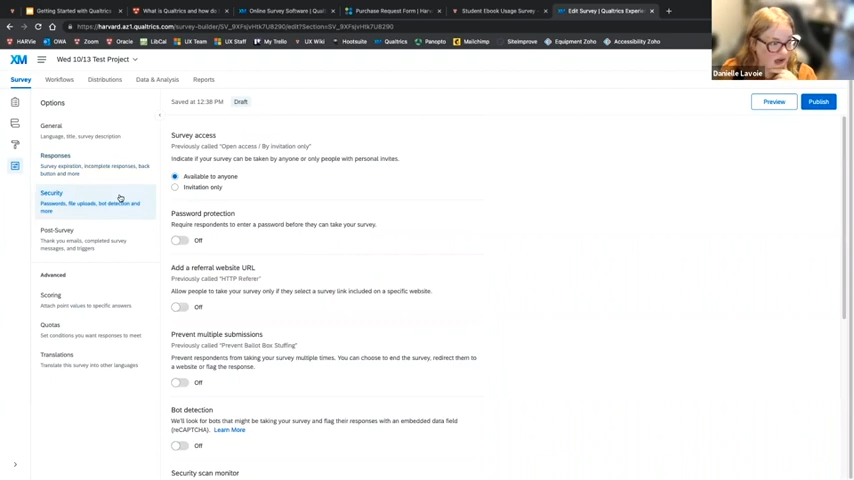 Getting Started with Qualtrics
What is Qualtrics and how do
Online Survey Software | Quali
Purchase Request Form | Harv
Student Ebook Usage Survey
Edit Survey | Qualtrics Experien
https://harvard.az1.qualtrics.com/survey-builder/
HARVie
OWA
Zoom
Oracle
LibCal
UX Team
UX Staff
My Trello
UX Wiki
Hootsuite
Qualtrics
Panopto
Mailchimp
SiteImprove
Equipment Zoho
Accessibility Zoho
Danielle Lavoie
XM
Wed 10/13 Test Project
Survey
Workflows
Distributions
Data & Analysis
Reports
Options
General
Language, title, survey description
Responses
Survey expiration, incomplete responses, back
button and more
Security
Passwords, file uploads, bot detection and
more
Post-Survey
Thank you emails, completed survey
messages, and triggers
Advanced
Scoring
Attach point values to specific answers
Quotas
Set conditions you want responses to meet
Translations
Translate this survey into other languages
Saved at 12:38 PM
Draft
Preview
Publish
Survey access
Previously called "Open access / By invitation only"
Indicate if your survey can be taken by anyone or only people with personal invites.
Available to anyone
Invitation only
Password protection
Require respondents to enter a password before they can take your survey.
Off
Add a referral website URL
Previously called "HTTP Referer"
Allow people to take your survey only if they select a survey link included on a specific website.
Off
Prevent multiple submissions
Previously called "Prevent Ballot Box Stuffing"
Prevent respondents from taking your survey multiple times. You can choose to end the survey, redirect them to
a website or flag the response.
Off
Bot detection
We'll look for bots that might be taking your survey and flag their responses with an embedded data field
(reCAPTCHA). Learn More
Off
Security scan monitor